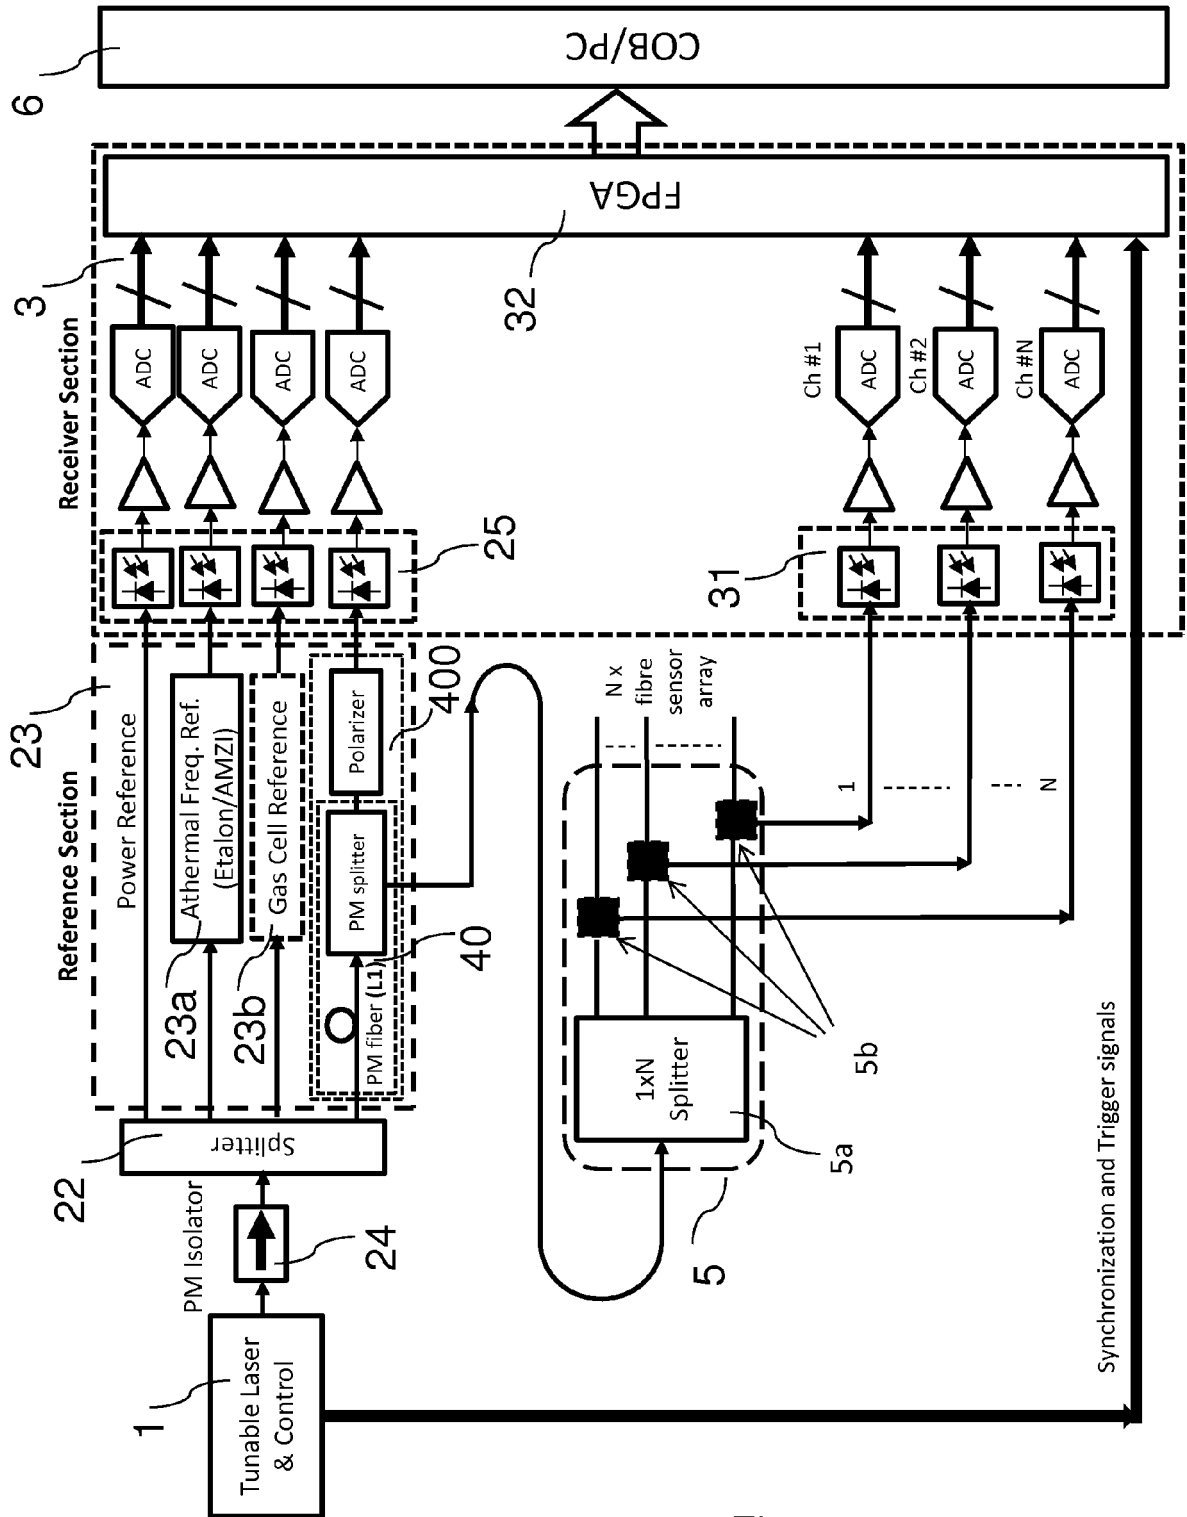 6
COB/PC
FPGA
32
3
Receiver Section
ADC
ADC
ADC
ADC
Ch #1
ADC
Ch #2
ADC
Ch #N
ADC
25
31
23
Reference Section
Power Reference
Athermal Freq. Ref.
(Etalon/AMZI)
23a
Gas Cell Reference
23b
PM splitter
Polarizer
400
PM fiber (L1)
40
N x
fibre
sensor
array
1
N
5b
1xN
Splitter
5a
5
Splitter
22
PM Isolator
24
Tunable Laser
& Control
1
Synchronization and Trigger signals